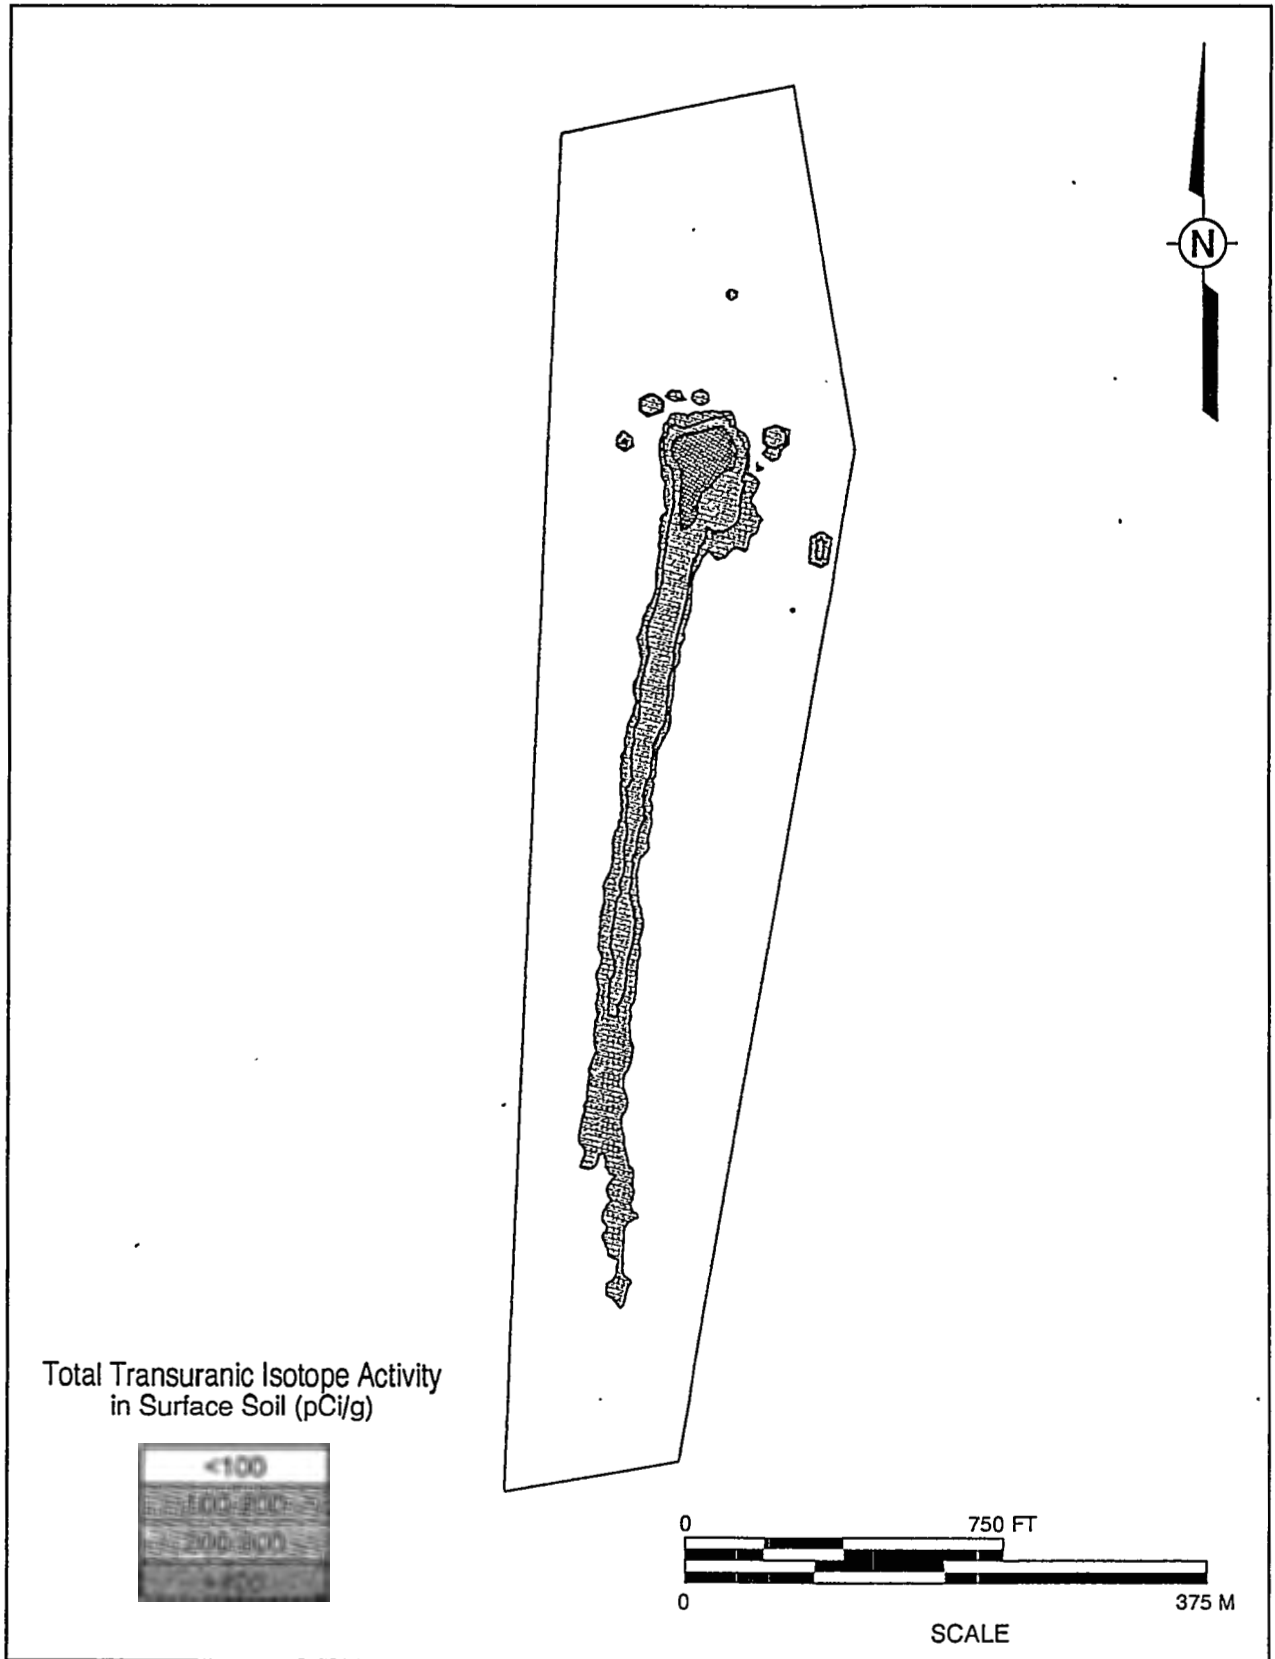 N
Total Transuranic Isotope Activity
in Surface Soil (pCi/g)
<100
0 750 FT
0 375 M
SCALE